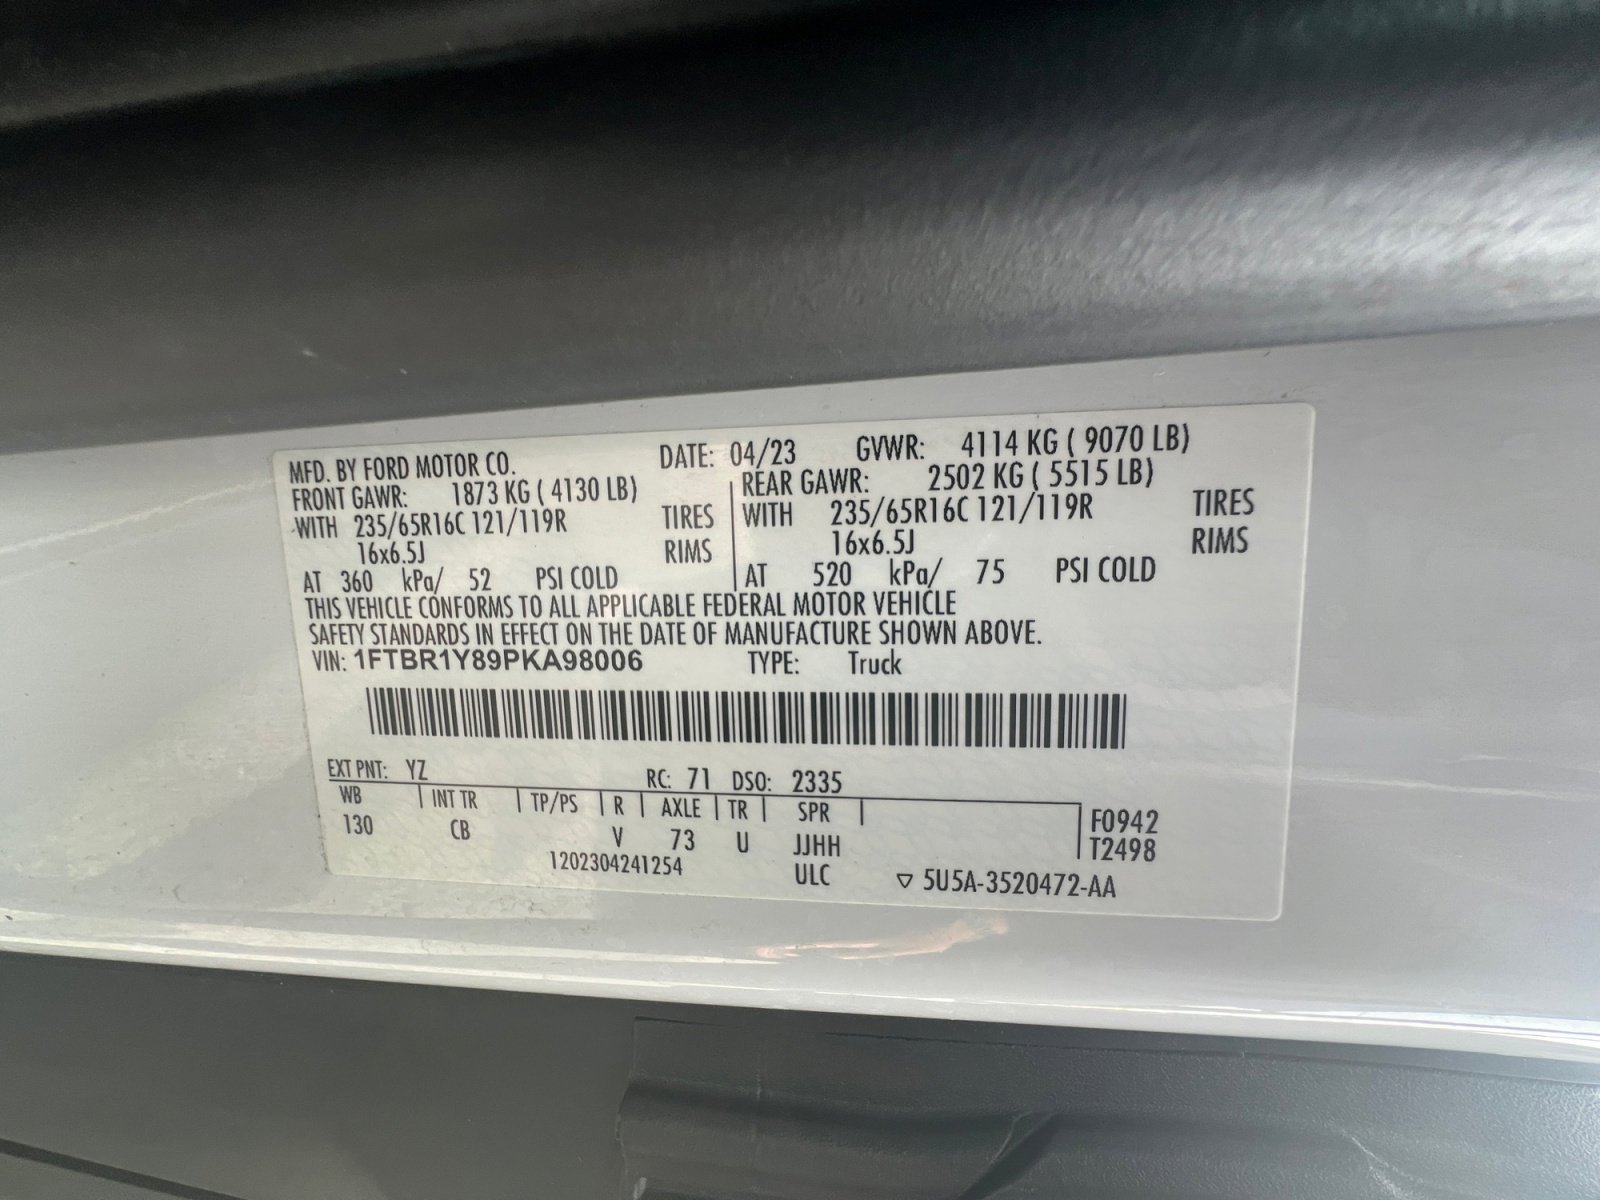 MFD. BY FORD MOTOR CO. DATE: 04/23 GVWR: 4114 KG ( 9070 LB)
FRONT GAWR: 1873 KG ( 4130 LB) REAR GAWR: 2502 KG ( 5515 LB)
WITH 235/65R16C 121/119R TIRES WITH 235/65R16C 121/119R TIRES
16x6.5J RIMS 16x6.5J RIMS
AT 360 kPa/ 52 PSI COLD AT 520 kPa/ 75 PSI COLD
THIS VEHICLE CONFORMS TO ALL APPLICABLE FEDERAL MOTOR VEHICLE
SAFETY STANDARDS IN EFFECT ON THE DATE OF MANUFACTURE SHOWN ABOVE.
VIN: 1FTBR1Y89PKA98006 TYPE: Truck
EXT PNT: YZ RC: 71 DSO: 2335
WB INT TR TP/PS R AXLE TR SPR F0942
130 CB V 73 U JJHH T2498
1202304241254 ULC ▽ 5U5A-3520472-AA